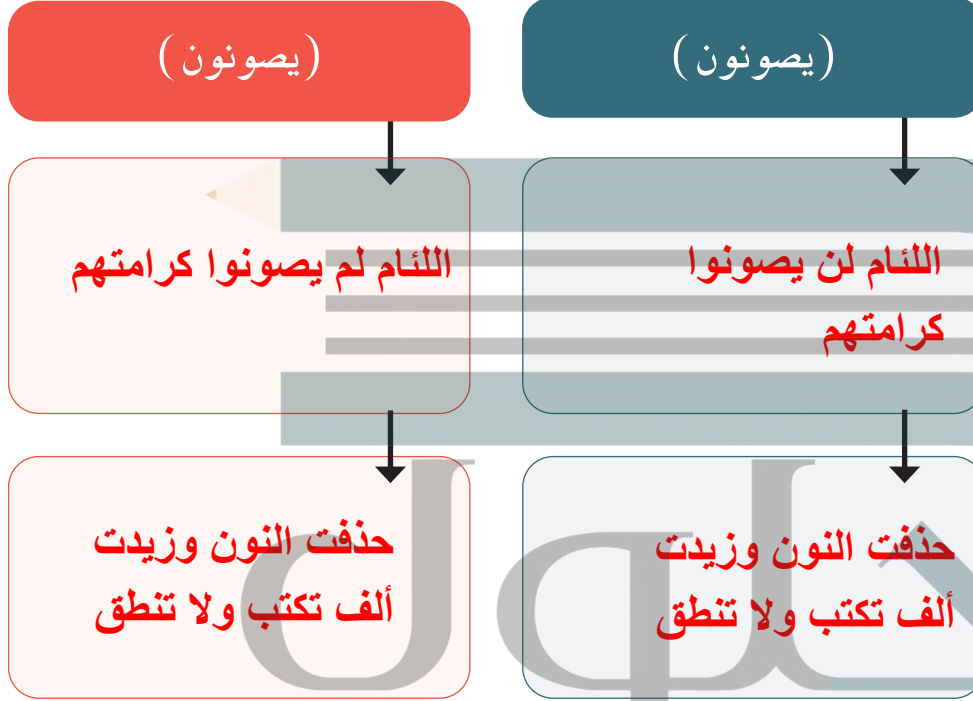 (يصونون)
اللئام لن يصونوا
كرامتهم
حذفت النون وزيدت
ألف تكتب ولا تنطق
(يصونون)
اللئام لم يصونوا كرامتهم
حذفت النون وزيدت
ألف تكتب ولا تنطق